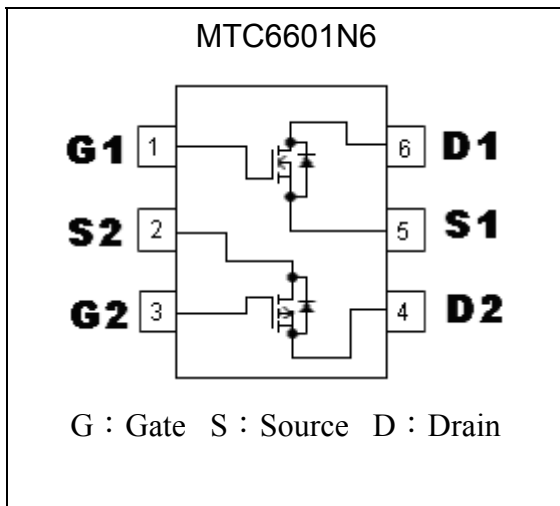 MTC6601N6
G1 1 6 D1
S2 2 5 S1
G2 3 4 D2
G：Gate S：Source D：Drain